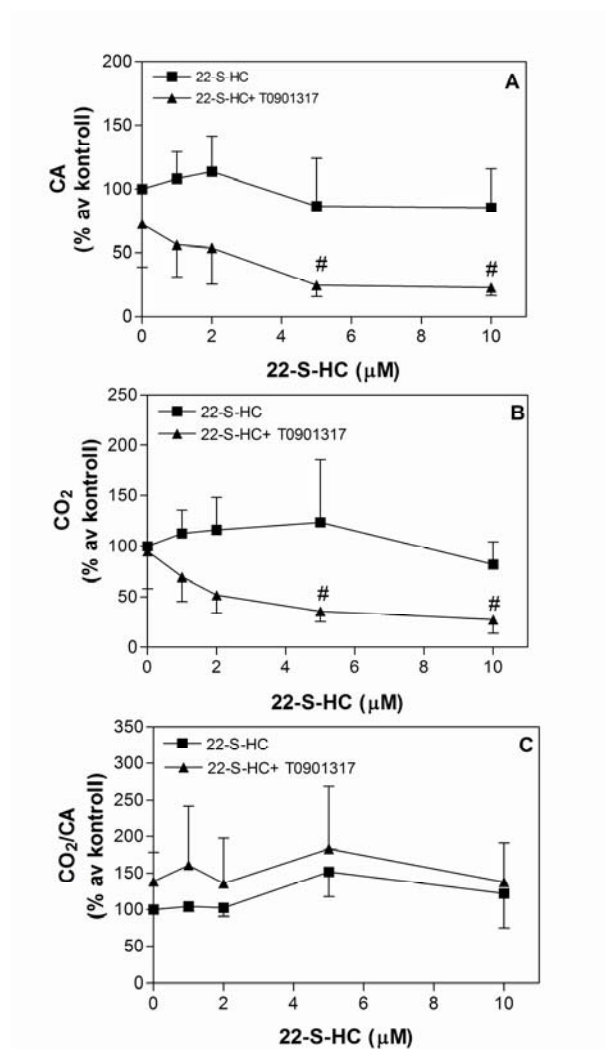 A
22-S-HC
22-S-HC+ T0901317
CA
(% av kontroll)
200
150
100
50
0
#
#
0 2 4 6 8 10
22-S-HC (μM)
B
22-S-HC
22-S-HC+ T0901317
CO₂
(% av kontroll)
250
200
150
100
50
0
#
#
0 2 4 6 8 10
22-S-HC (μM)
C
22-S-HC
22-S-HC+ T0901317
CO₂/CA
(% av kontroll)
350
300
250
200
150
100
50
0
0 2 4 6 8 10
22-S-HC (μM)